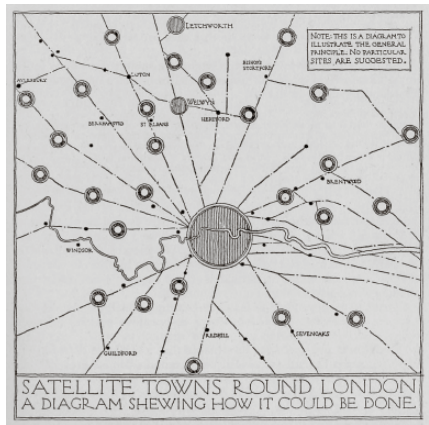 LETCHWORTH
NOTE: THIS IS A DIAGRAM TO
ILLUSTRATE THE GENERAL
PRINCIPLE. NO PARTICULAR
SITES ARE SUGGESTED.
BISHOPS
STORTFORD
LUTON
AYLESBURY
WELWYN
HERTFORD
BERKHAMSTED
ST ALBANS
BRENTWOOD
WINDSOR
REDHILL
SEVENOAKS
GUILDFORD
SATELLITE TOWNS ROUND LONDON
A DIAGRAM SHEWING HOW IT COULD BE DONE.